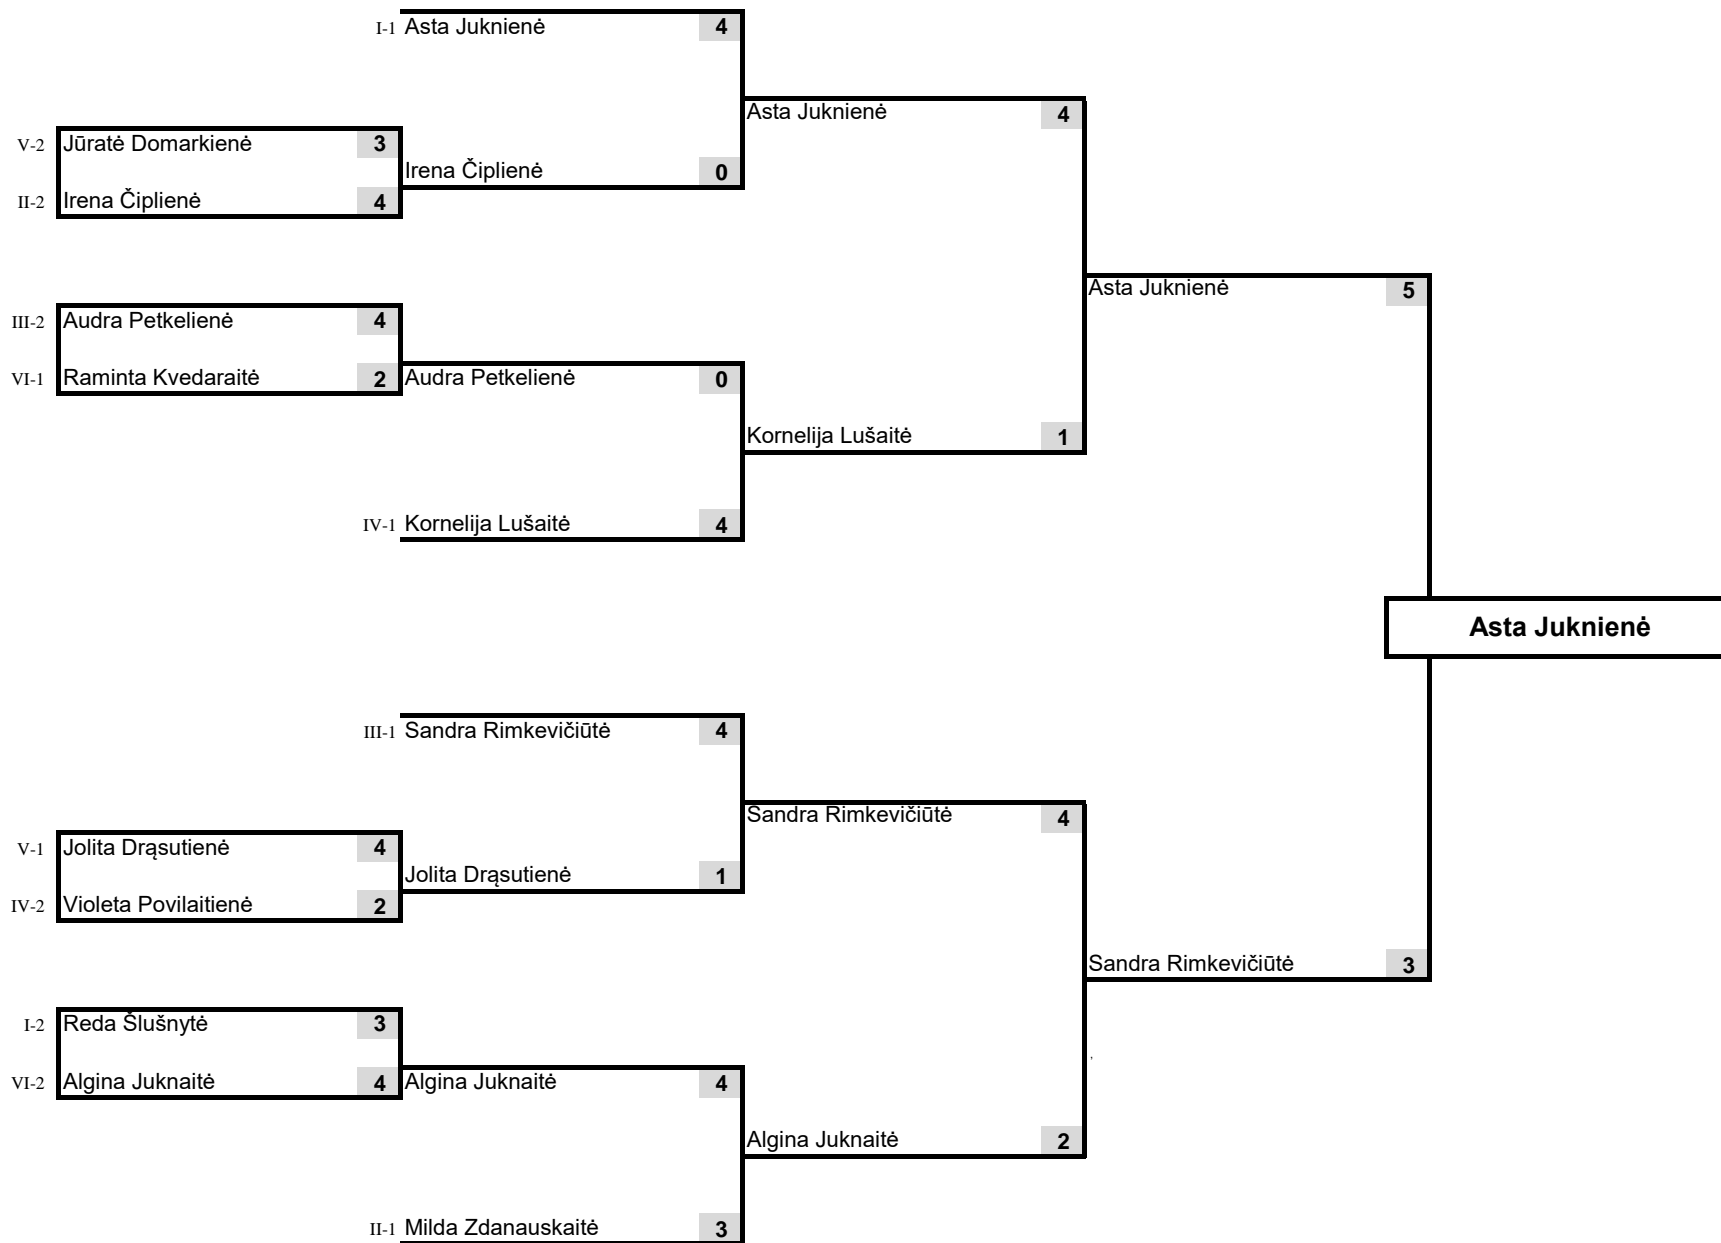 I-1 Asta Juknienė 4
Asta Juknienė 4
V-2 Jūratė Domarkienė 3
Irena Čiplienė 0
II-2 Irena Čiplienė 4
Asta Juknienė 5
III-2 Audra Petkelienė 4
VI-1 Raminta Kvedaraitė 2 Audra Petkelienė 0
Kornelija Lušaitė 1
IV-1 Kornelija Lušaitė 4
Asta Juknienė
III-1 Sandra Rimkevičiūtė 4
Sandra Rimkevičiūtė 4
V-1 Jolita Drąsutienė 4
Jolita Drąsutienė 1
IV-2 Violeta Povilaitienė 2
Sandra Rimkevičiūtė 3
I-2 Reda Šlušnytė 3
VI-2 Algina Juknaitė 4 Algina Juknaitė 4
Algina Juknaitė 2
II-1 Milda Zdanauskaitė 3